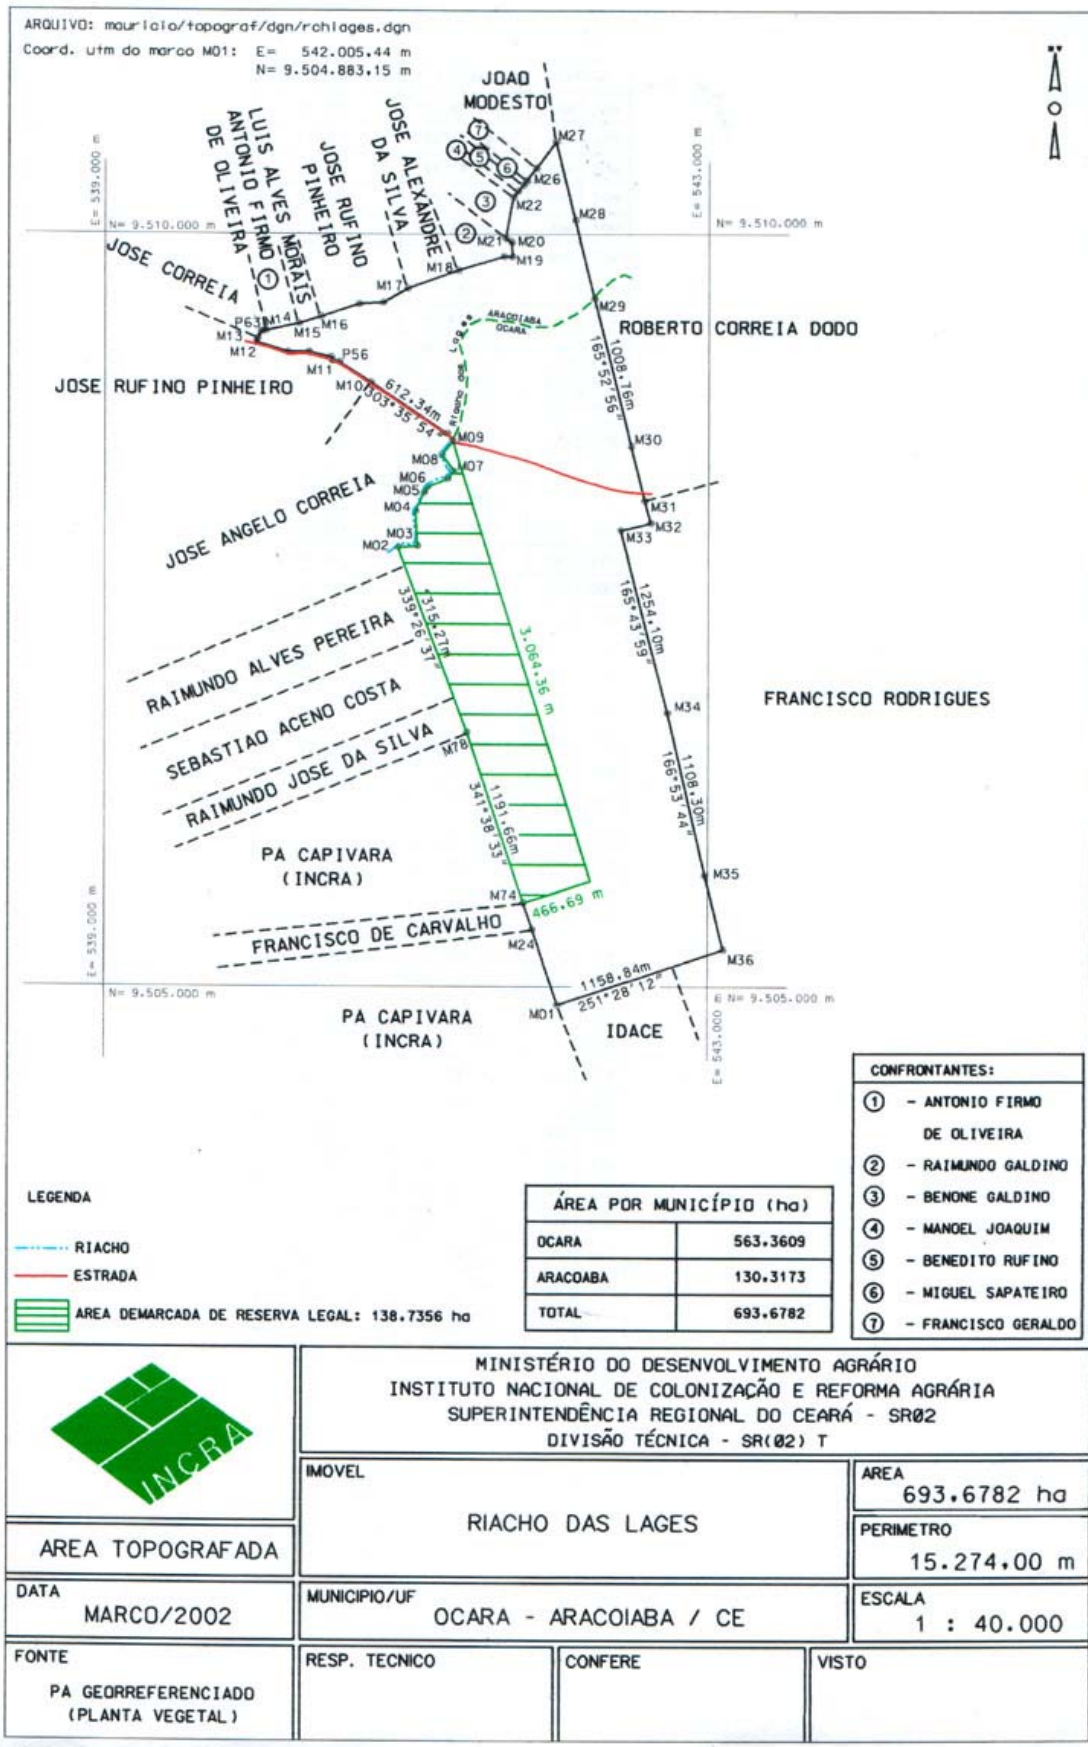 ARQUIVO: mauricio/topograf/dgn/rchlages.dgn
Coord. utm do marco M01: E= 542.005.44 m
N= 9.504.883.15 m
JOAO
MODESTO
E= 539.000 m
E= 543.000 m
N= 9.510.000 m
N= 9.510.000 m
JOSE CORREIA
ANTONIO FIRMO
DE OLIVEIRA
①
LUIS ALVES MORAIS
JOSE RUFINO
PINHEIRO
JOSE ALEXANDRE
DA SILVA
②
③
④
⑤
⑥
⑦
M27
M26
M22
M28
M21
M20
M19
M18
M17
M29
P63
M14
M15
M16
M13
M12
M11
P56
M10
Riacho das Lages
ARACOIABA
OCARA
ROBERTO CORREIA DODO
JOSE RUFINO PINHEIRO
612.34m
303°35'54"
1008.76m
165°52'56"
M09
M08
M07
M06
M05
M04
M03
M02
M30
M31
M32
M33
JOSE ANGELO CORREIA
1315.27m
339°26'37"
3.064.36 m
1254.10m
165°43'59"
RAIMUNDO ALVES PEREIRA
SEBASTIAO ACENO COSTA
RAIMUNDO JOSE DA SILVA
FRANCISCO RODRIGUES
M34
M78
1191.66m
341°38'33"
1108.30m
166°53'44"
PA CAPIVARA
(INCRA)
M35
M74
466.69 m
FRANCISCO DE CARVALHO
M24
M36
E= 539.000 m
N= 9.505.000 m
1158.84m
251°28'12"
M01
N= 9.505.000 m
E= 543.000 m
PA CAPIVARA
(INCRA)
IDACE
CONFRONTANTES:
① - ANTONIO FIRMO
DE OLIVEIRA
② - RAIMUNDO GALDINO
③ - BENONE GALDINO
④ - MANOEL JOAQUIM
⑤ - BENEDITO RUFINO
⑥ - MIGUEL SAPATEIRO
⑦ - FRANCISCO GERALDO
LEGENDA
RIACHO
ESTRADA
AREA DEMARCADA DE RESERVA LEGAL: 138.7356 ha
ÁREA POR MUNICÍPIO (ha)
OCARA 563.3609
ARACOABA 130.3173
TOTAL 693.6782
INCRA
MINISTÉRIO DO DESENVOLVIMENTO AGRÁRIO
INSTITUTO NACIONAL DE COLONIZAÇÃO E REFORMA AGRÁRIA
SUPERINTENDÊNCIA REGIONAL DO CEARÁ - SR02
DIVISÃO TÉCNICA - SR(02) T
IMOVEL
RIACHO DAS LAGES
AREA
693.6782 ha
PERIMETRO
15.274.00 m
AREA TOPOGRAFADA
DATA
MARCO/2002
MUNICIPIO/UF
OCARA - ARACOIABA / CE
ESCALA
1 : 40.000
FONTE
PA GEORREFERENCIADO
(PLANTA VEGETAL)
RESP. TECNICO
CONFERE
VISTO